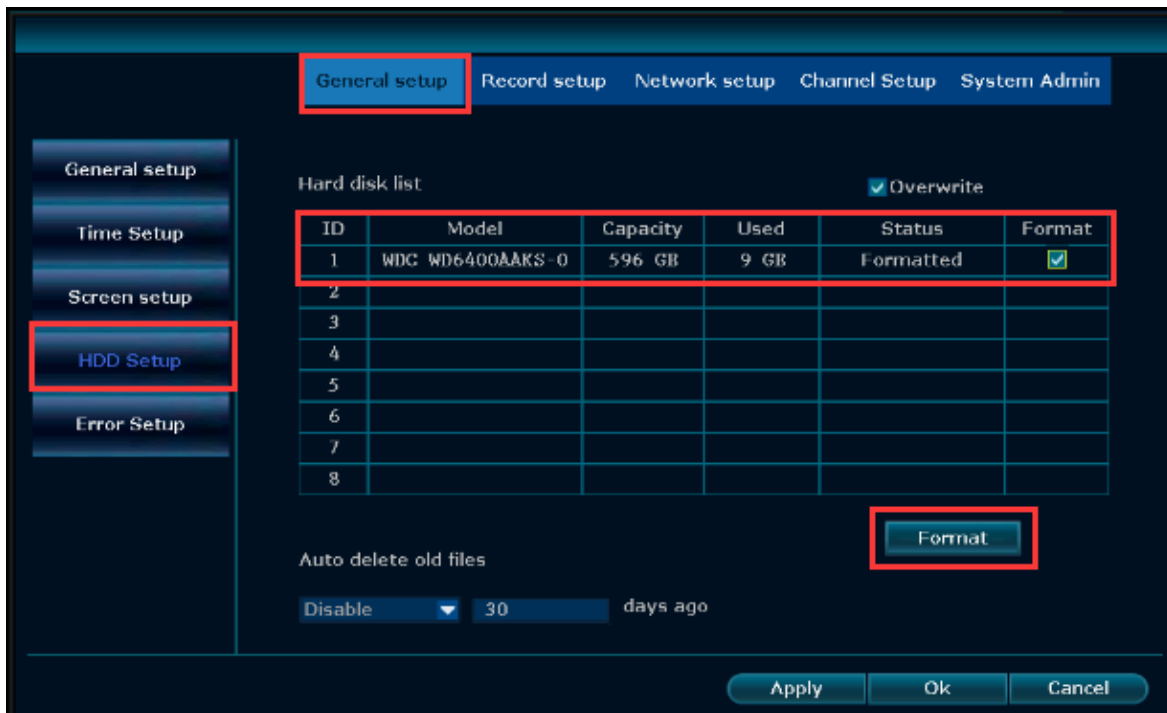 General setup Record setup Network setup Channel Setup System Admin
General setup
Time Setup
Screen setup
HDD Setup
Error Setup
Hard disk list Overwrite
ID Model Capacity Used Status Format
1 WDC WD6400AAKS-0 596 GB 9 GB Formatted
2
3
4
5
6
7
8
Format
Auto delete old files
Disable 30 days ago
Apply Ok Cancel